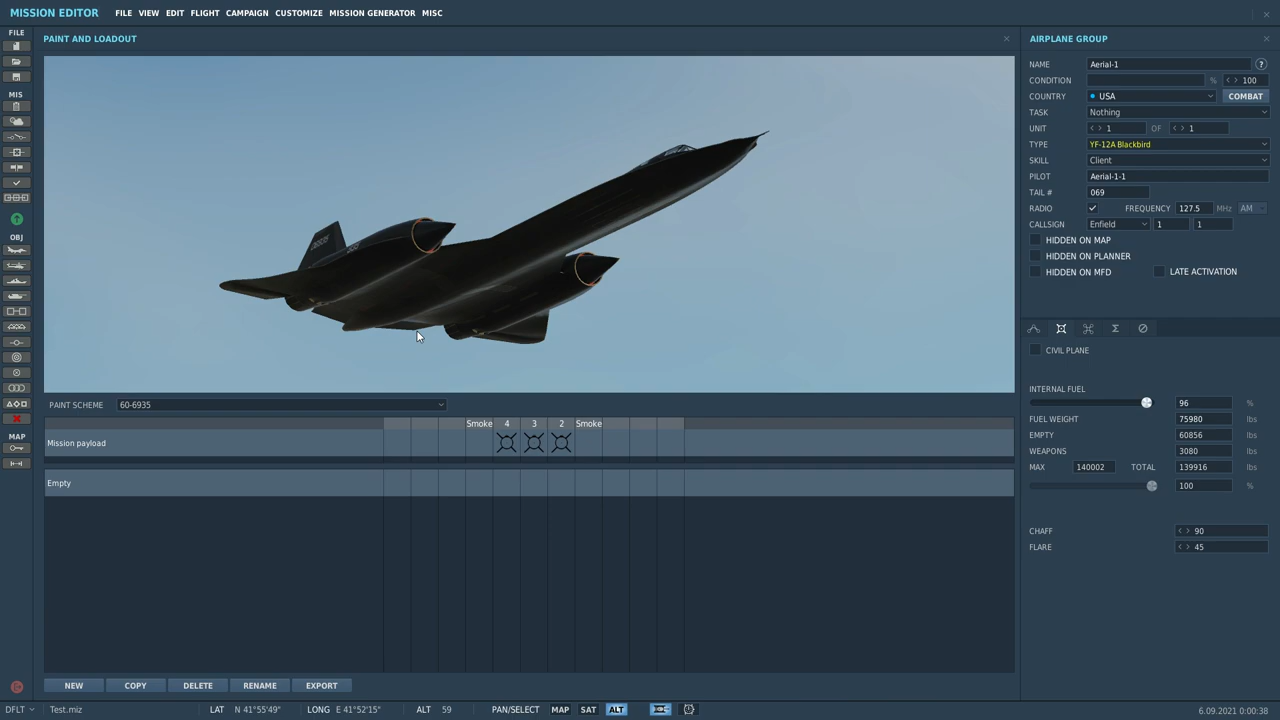 MISSION EDITOR FILE VIEW EDIT FLIGHT CAMPAIGN CUSTOMIZE MISSION GENERATOR MISC
FILE
MIS
OBJ
MAP
PAINT AND LOADOUT
PAINT SCHEME 60-6935
Smoke 4 3 2 Smoke
Mission payload
Empty
NEW COPY DELETE RENAME EXPORT
AIRPLANE GROUP
NAME Aerial-1 ?
CONDITION % < > 100
COUNTRY USA COMBAT
TASK Nothing
UNIT < > 1 OF < > 1
TYPE YF-12A Blackbird
SKILL Client
PILOT Aerial-1-1
TAIL # 069
RADIO FREQUENCY 127.5 MHz AM
CALLSIGN Enfield 1 1
HIDDEN ON MAP
HIDDEN ON PLANNER
HIDDEN ON MFD LATE ACTIVATION
CIVIL PLANE
INTERNAL FUEL
96 %
FUEL WEIGHT 75980 lbs
EMPTY 60856 lbs
WEAPONS 3080 lbs
MAX 140002 TOTAL 139916 lbs
100 %
CHAFF < > 90
FLARE < > 45
DFLT Test.miz LAT N 41°55'49" LONG E 41°52'15" ALT 59 PAN/SELECT MAP SAT ALT 6.09.2021 0:00:38